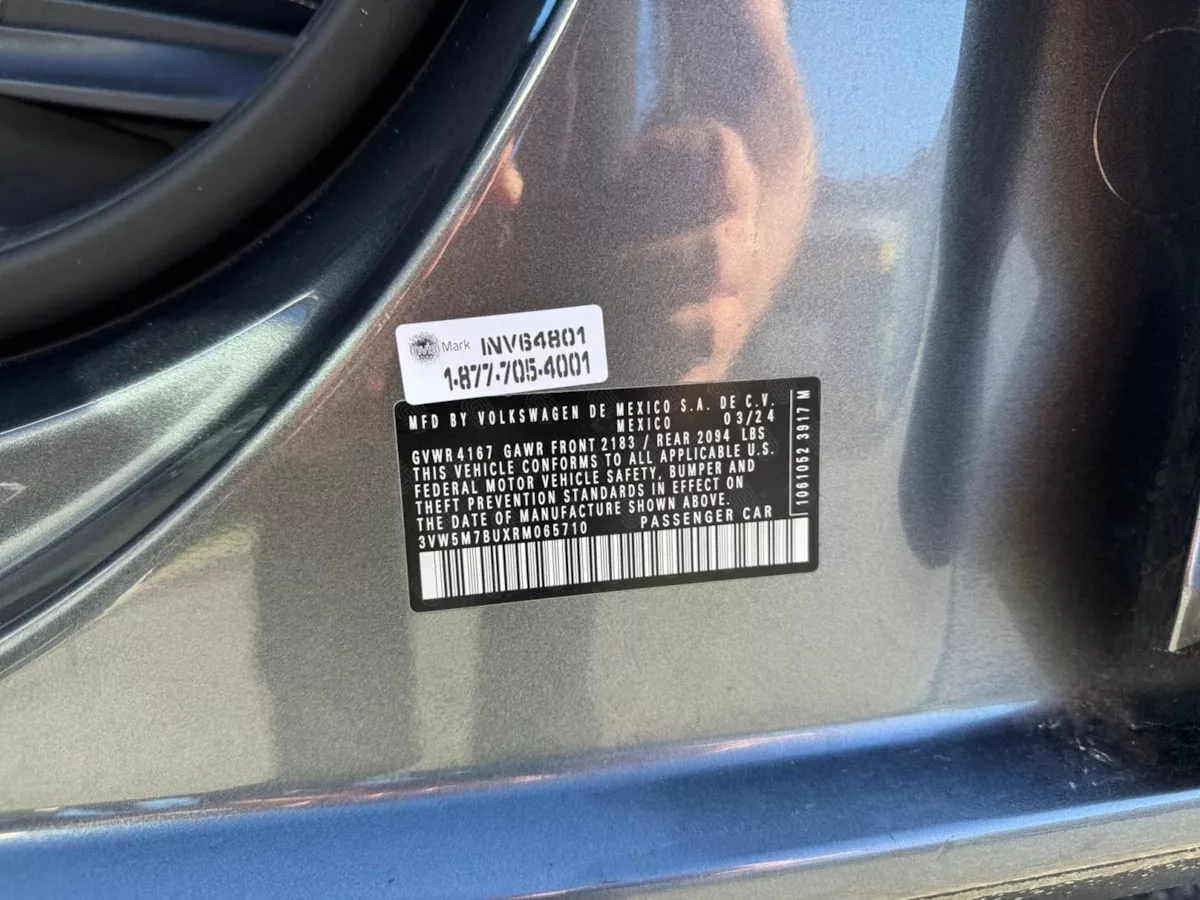 Mark INV64801
1-877-705-4001
MFD BY VOLKSWAGEN DE MEXICO S.A. DE C.V.
MEXICO 03/24
GVWR 4167 GAWR FRONT 2183 / REAR 2094 LBS
THIS VEHICLE CONFORMS TO ALL APPLICABLE U.S.
FEDERAL MOTOR VEHICLE SAFETY, BUMPER AND
THEFT PREVENTION STANDARDS IN EFFECT ON
THE DATE OF MANUFACTURE SHOWN ABOVE.
3VW5M7BUXRM065710 PASSENGER CAR
1061052 3917 M